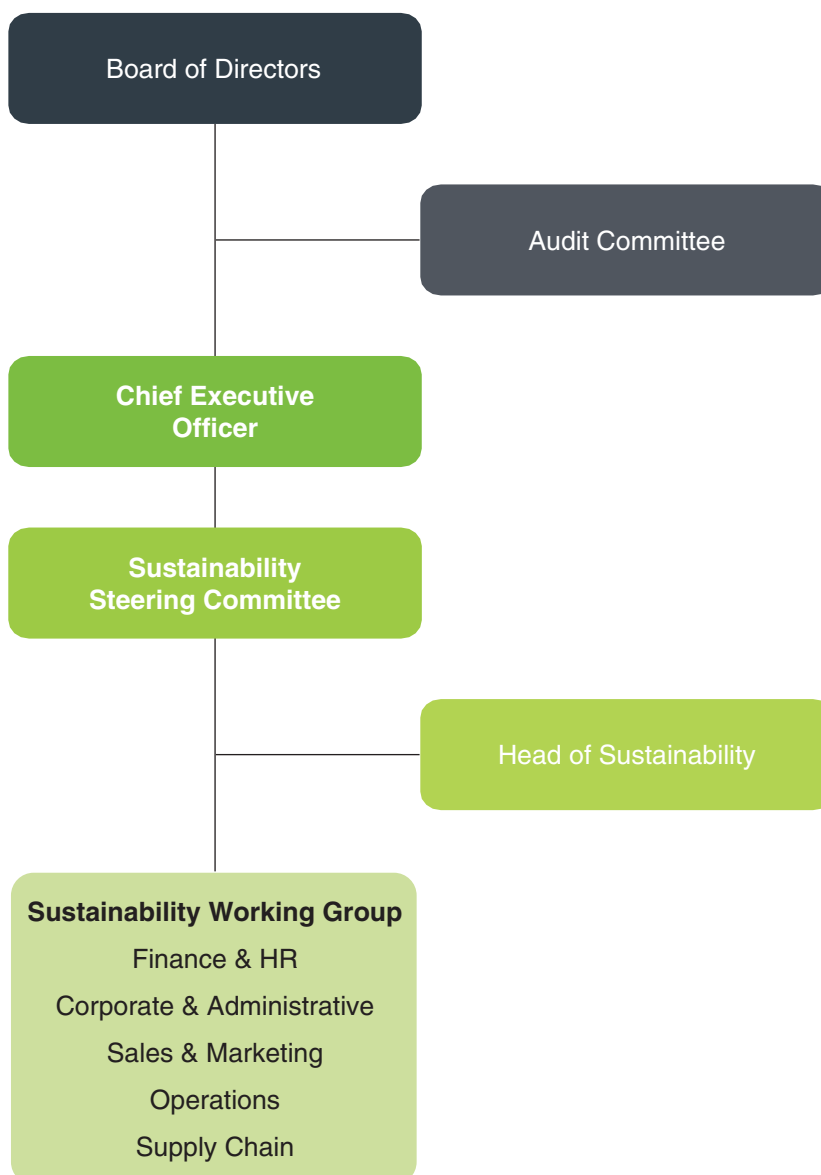 Board of Directors
Audit Committee
Chief Executive
Officer
Sustainability
Steering Committee
Head of Sustainability
Sustainability Working Group
Finance & HR
Corporate & Administrative
Sales & Marketing
Operations
Supply Chain